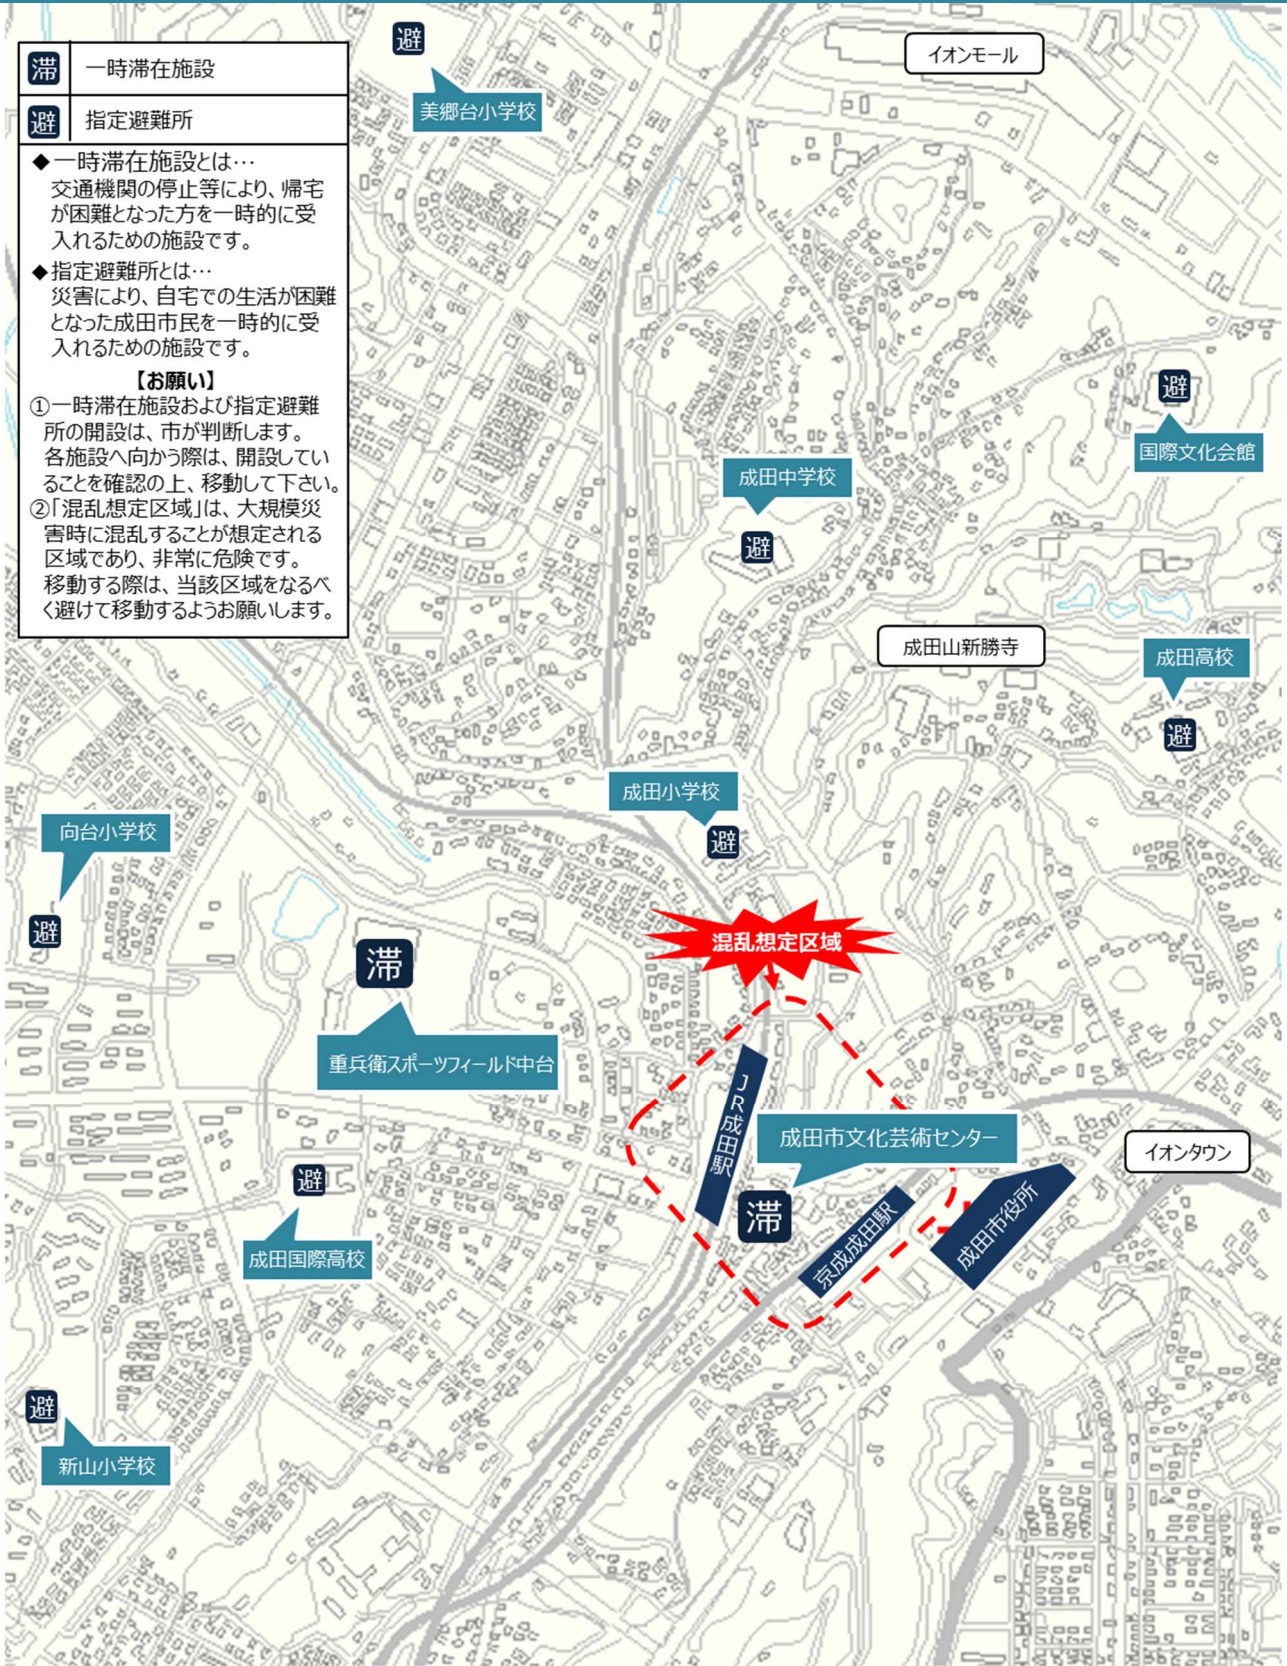 滞 一時滞在施設
避 指定避難所
◆一時滞在施設とは…
交通機関の停止等により、帰宅
が困難となった方を一時的に受
入れるための施設です。
◆指定避難所とは…
災害により、自宅での生活が困難
となった成田市民を一時的に受
入れるための施設です。
【お願い】
①一時滞在施設および指定避難
所の開設は、市が判断します。
各施設へ向かう際は、開設してい
ることを確認の上、移動して下さい。
②「混乱想定区域」は、大規模災
害時に混乱することが想定される
区域であり、非常に危険です。
移動する際は、当該区域をなるべ
く避けて移動するようお願いします。
避
美郷台小学校
イオンモール
避
国際文化会館
成田中学校
避
成田山新勝寺
成田高校
避
成田小学校
避
向台小学校
避
混乱想定区域
滞
重兵衛スポーツフィールド中台
JR成田駅
成田市文化芸術センター
滞
京成成田駅
成田市役所
イオンタウン
避
成田国際高校
避
新山小学校